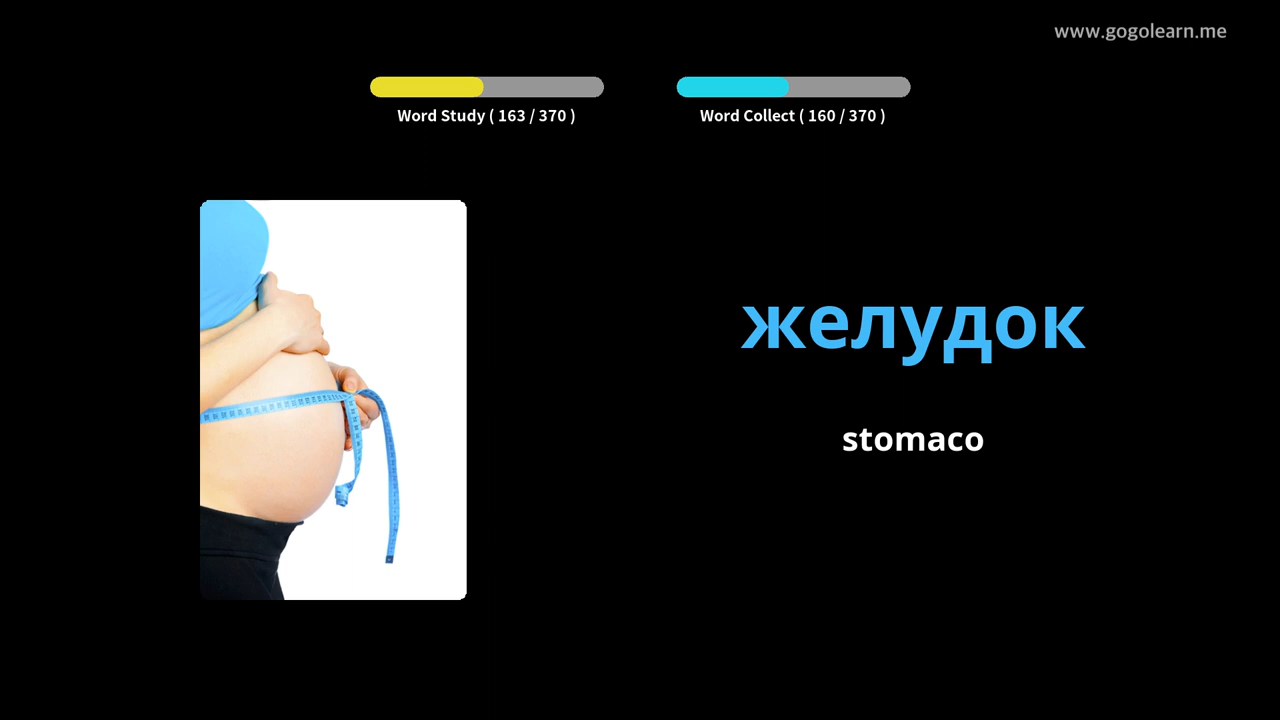 www.gogolearn.me
Word Study ( 163 / 370 )
Word Collect ( 160 / 370 )
желудок
stomaco